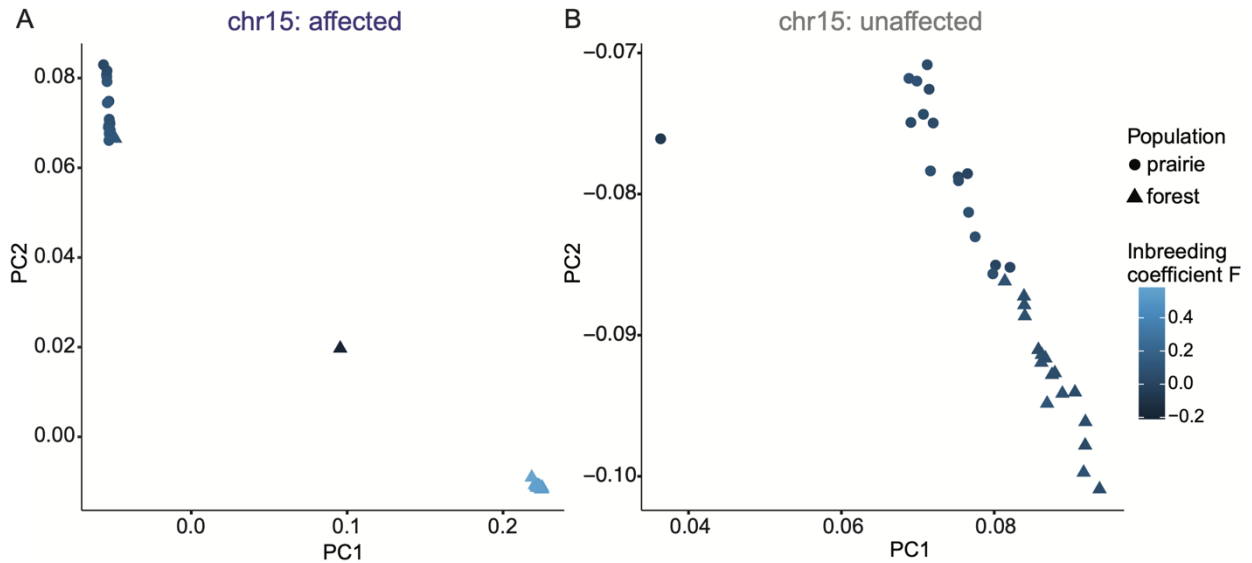 A
chr15: affected
0.08
0.06
0.04
0.02
0.00
PC2
0.0
0.1
0.2
PC1
B
chr15: unaffected
−0.07
−0.08
−0.09
−0.10
PC2
0.04
0.06
0.08
PC1
Population
prairie
forest
Inbreeding
coefficient F
0.4
0.2
0.0
−0.2